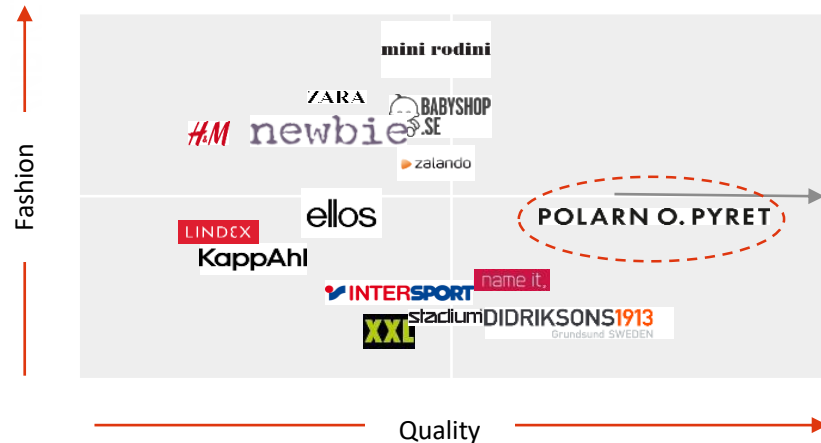 mini rodini
ZARA
BABYSHOP
.SE
H&M
newbie
zalando
Fashion
ellos
POLARN O. PYRET
LINDEX
KappAhl
name it.
INTERSPORT
stadium
DIDRIKSONS1913
Grundsund SWEDEN
XXL
Quality